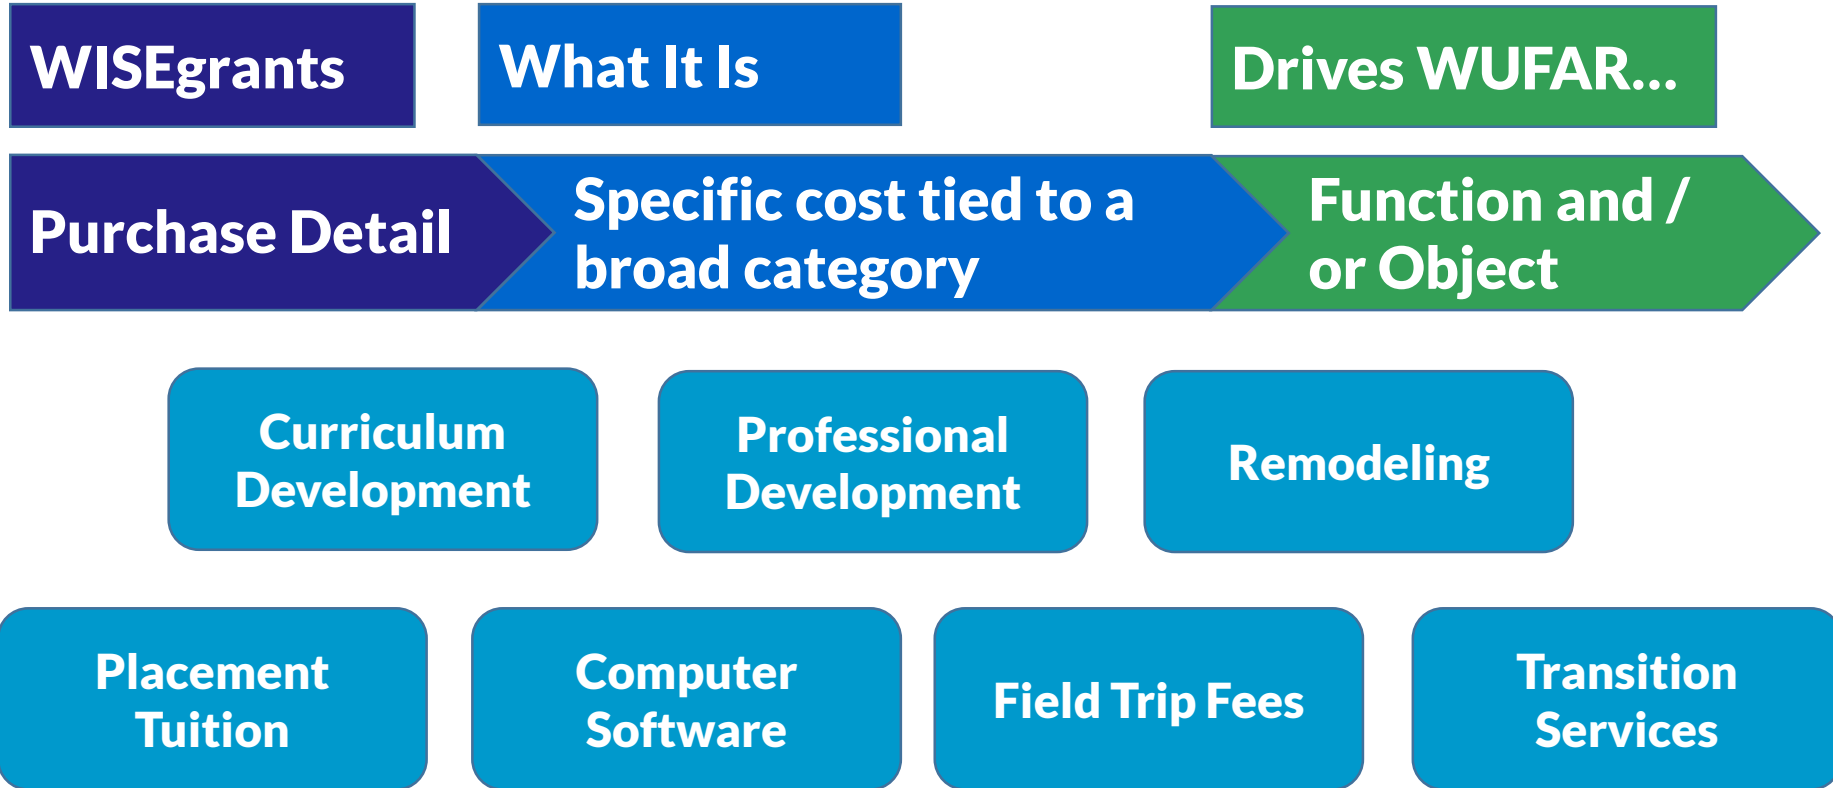 WISEgrants
What It Is
Drives WUFAR...
Purchase Detail
Specific cost tied to a
broad category
Function and /
or Object
Curriculum
Development
Professional
Development
Remodeling
Placement
Tuition
Computer
Software
Field Trip Fees
Transition
Services